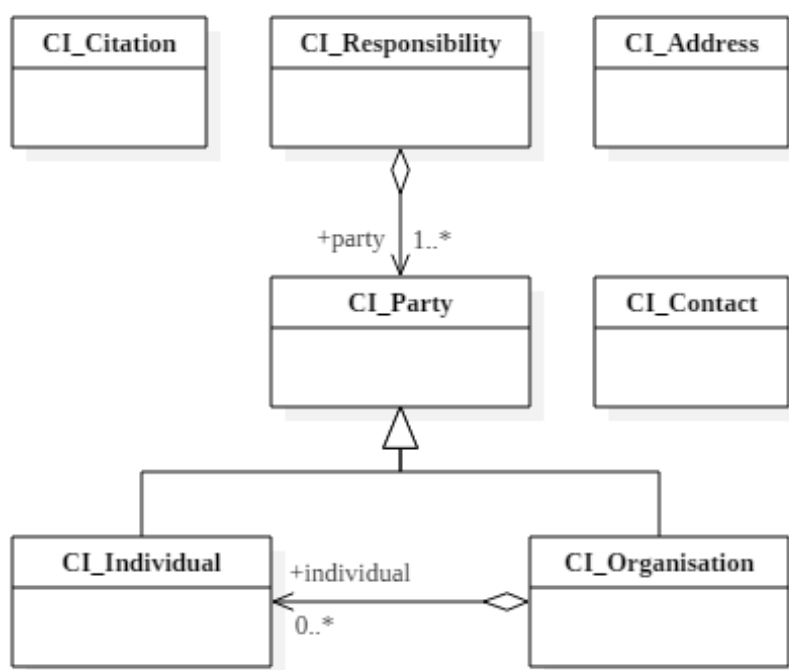 CI_Citation
CI_Responsibility
CI_Address
+party 1..*
CI_Party
CI_Contact
CI_Individual
+individual
0..*
CI_Organisation